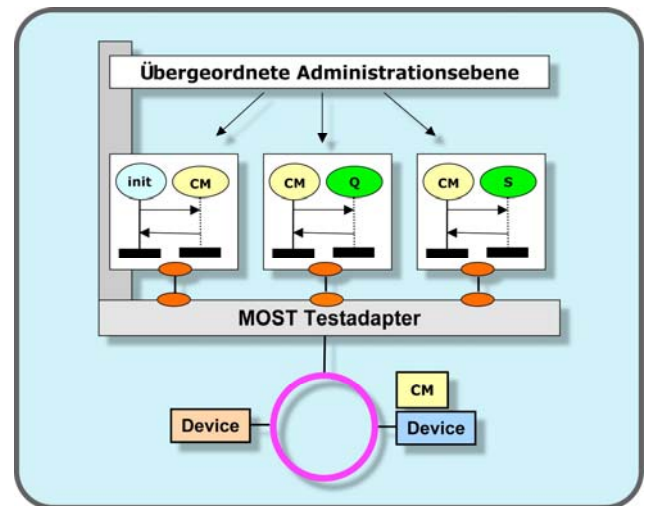 Übergeordnete Administrationsebene
init CM
CM Q
CM S
MOST Testadapter
CM
Device
Device